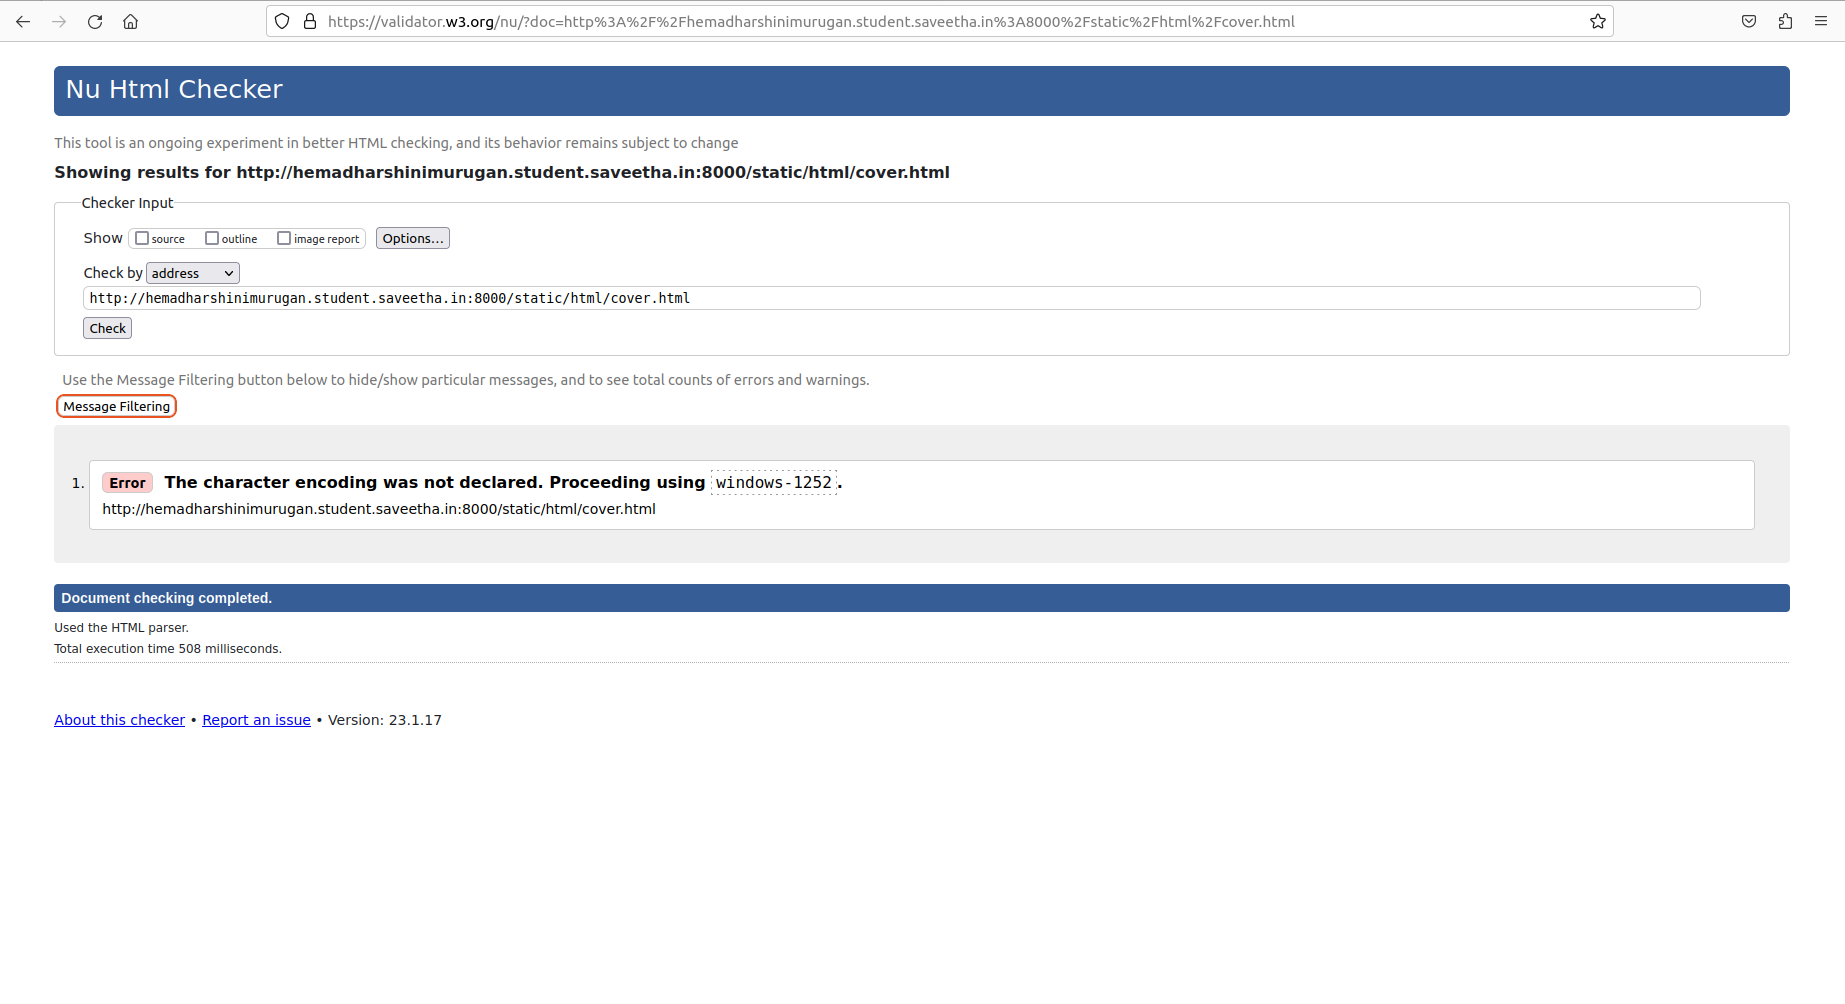 https://validator.w3.org/nu/?doc=http%3A%2F%2Fhemadharshinimurugan.student.saveetha.in%3A8000%2Fstatic%2Fhtml%2Fcover.html
Nu Html Checker
This tool is an ongoing experiment in better HTML checking, and its behavior remains subject to change
Showing results for http://hemadharshinimurugan.student.saveetha.in:8000/static/html/cover.html
Checker Input
Show source outline image report Options...
Check by address
http://hemadharshinimurugan.student.saveetha.in:8000/static/html/cover.html
Check
Use the Message Filtering button below to hide/show particular messages, and to see total counts of errors and warnings.
Message Filtering
1. Error The character encoding was not declared. Proceeding using windows-1252.
http://hemadharshinimurugan.student.saveetha.in:8000/static/html/cover.html
Document checking completed.
Used the HTML parser.
Total execution time 508 milliseconds.
About this checker • Report an issue • Version: 23.1.17